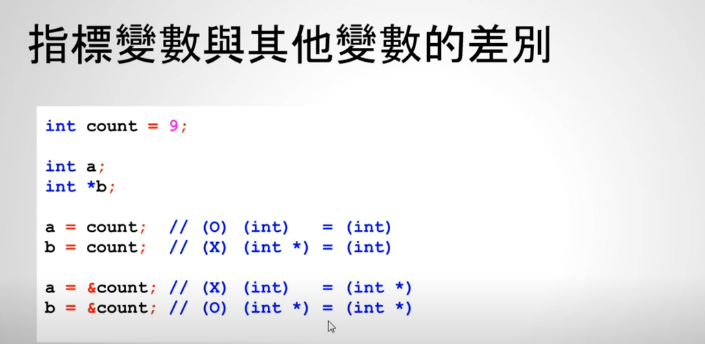 指標變數與其他變數的差別
int count = 9;
int a;
int *b;
a = count;  // (O) (int)   = (int)
b = count;  // (X) (int *) = (int)
a = &count; // (X) (int)   = (int *)
b = &count; // (O) (int *) = (int *)